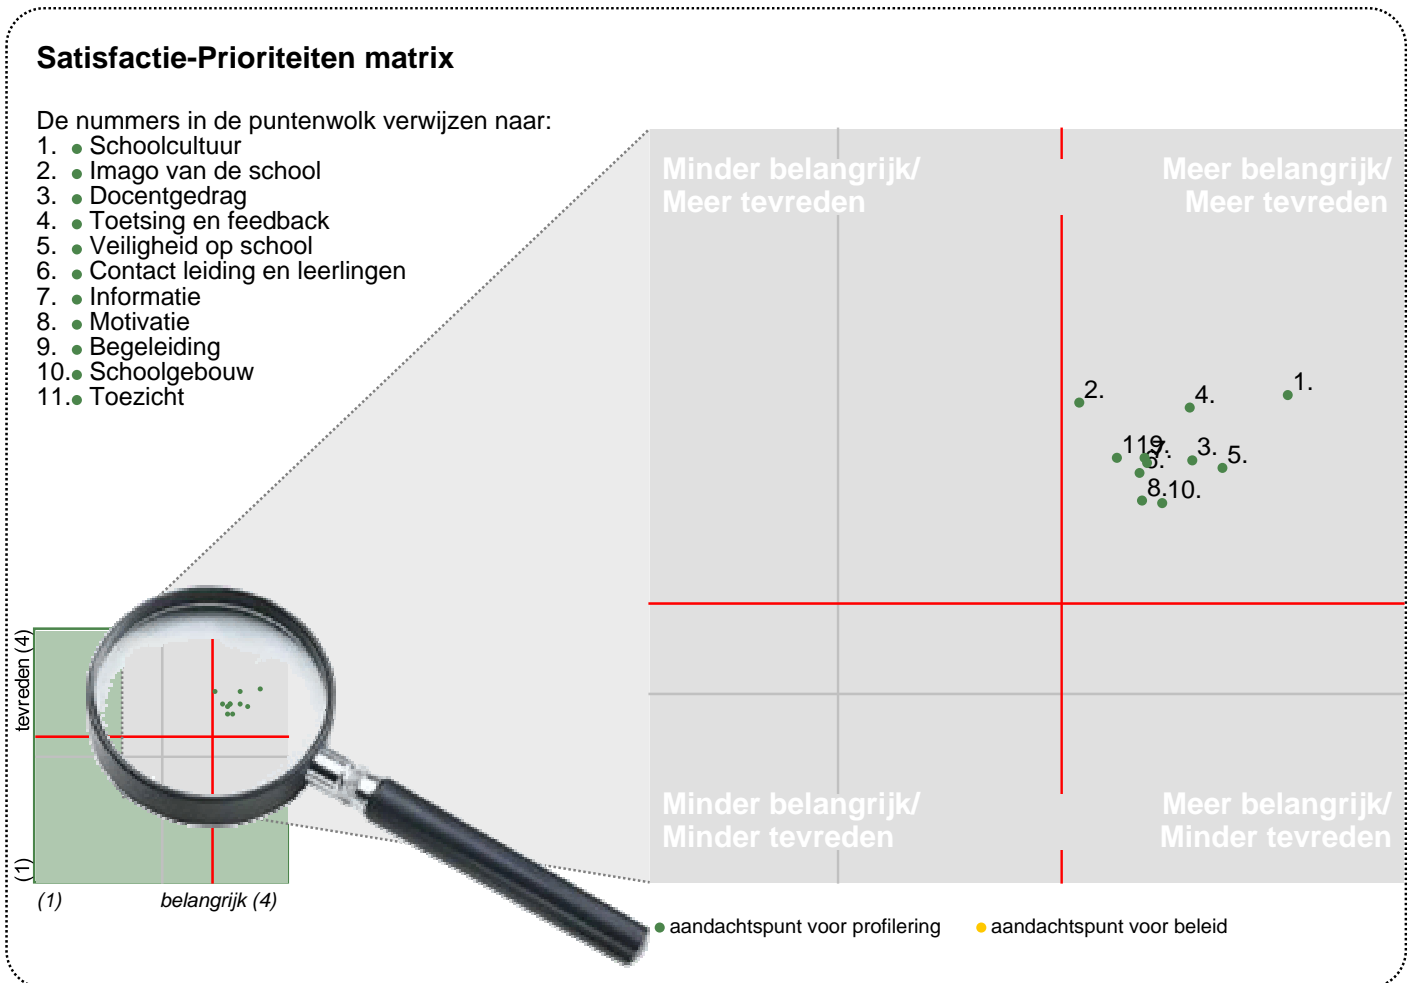 Satisfactie-Prioriteiten matrix
De nummers in de puntenwolk verwijzen naar:
1. Schoolcultuur
2. Imago van de school
3. Docentgedrag
4. Toetsing en feedback
5. Veiligheid op school
6. Contact leiding en leerlingen
7. Informatie
8. Motivatie
9. Begeleiding
10. Schoolgebouw
11. Toezicht
Minder belangrijk/
Meer tevreden
Meer belangrijk/
Meer tevreden
1.
2.
4.
11
9.
7.
3.
5.
6.
8.
10.
Minder belangrijk/
Minder tevreden
Meer belangrijk/
Minder tevreden
tevreden (4)
(1)
(1)
belangrijk (4)
aandachtspunt voor profilering
aandachtspunt voor beleid